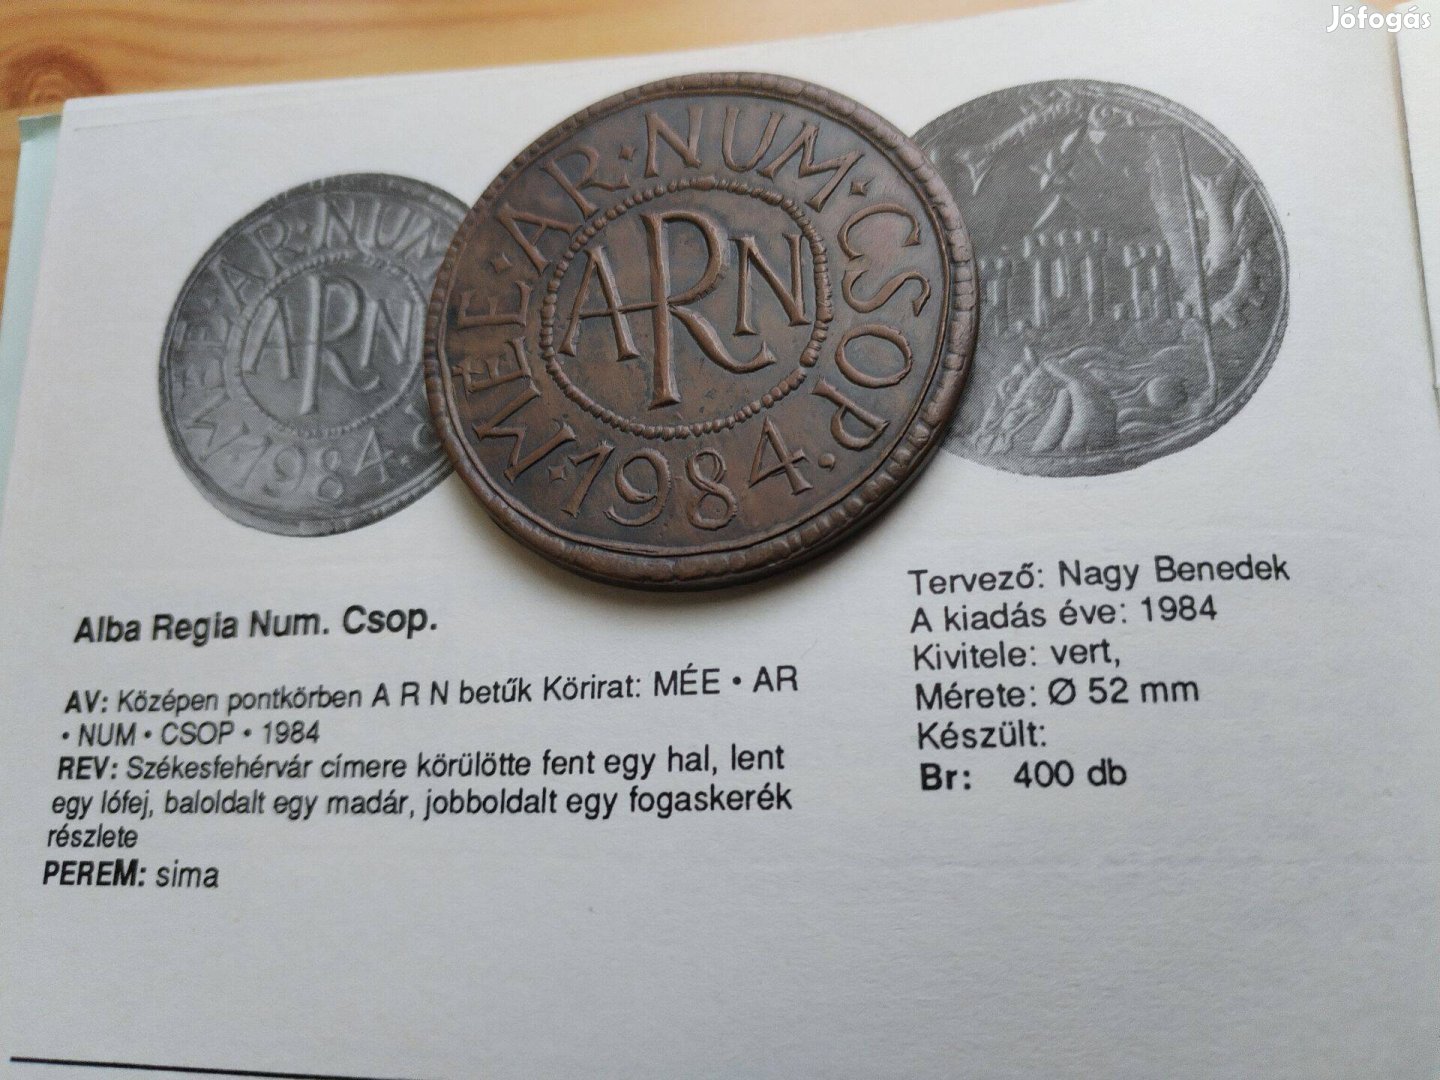 Jófogás
MÉE · AR · NUM · CSOP. · 1984.
ARN
AR · NUM
ARN
1984.
Alba Regia Num. Csop.
AV: Középen pontkörben A R N betűk Körirat: MÉE • AR
• NUM • CSOP • 1984
REV: Székesfehérvár címere körülötte fent egy hal, lent
egy lófej, baloldalt egy madár, jobboldalt egy fogaskerék
részlete
PEREM: sima
Tervező: Nagy Benedek
A kiadás éve: 1984
Kivitele: vert,
Mérete: Ø 52 mm
Készült:
Br: 400 db